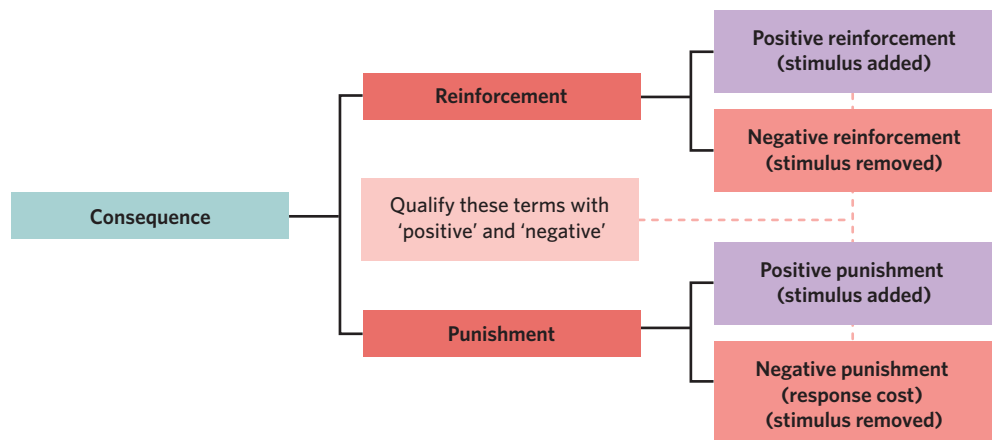 Consequence
Reinforcement
Qualify these terms with
‘positive’ and ‘negative’
Punishment
Positive reinforcement
(stimulus added)
Negative reinforcement
(stimulus removed)
Positive punishment
(stimulus added)
Negative punishment
(response cost)
(stimulus removed)